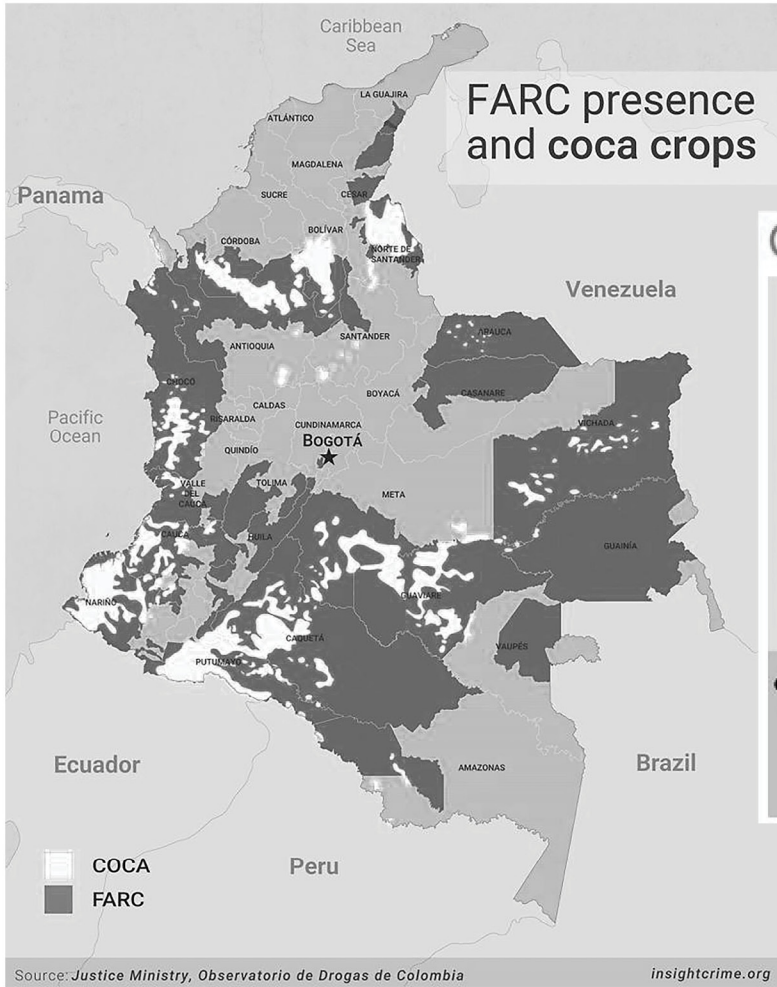 Caribbean
Sea
FARC presence
and coca crops
LA GUAJIRA
ATLÁNTICO
MAGDALENA
CÉSAR
SUCRE
Panama
BOLÍVAR
CÓRDOBA
NORTE DE
SANTANDER
Venezuela
ARAUCA
SANTANDER
ANTIOQUIA
CHOCÓ
BOYACÁ
CASANARE
CALDAS
Pacific
Ocean
RISARALDA
CUNDINAMARCA
VICHADA
BOGOTÁ
QUINDÍO
VALLE
DEL
CAUCA
TOLIMA
META
CAUCA
HUILA
GUAINÍA
GUAVIARE
NARIÑO
CAQUETÁ
VAUPÉS
PUTUMAYO
Ecuador
AMAZONAS
Brazil
Peru
COCA
FARC
Source: Justice Ministry, Observatorio de Drogas de Colombia
insightcrime.org